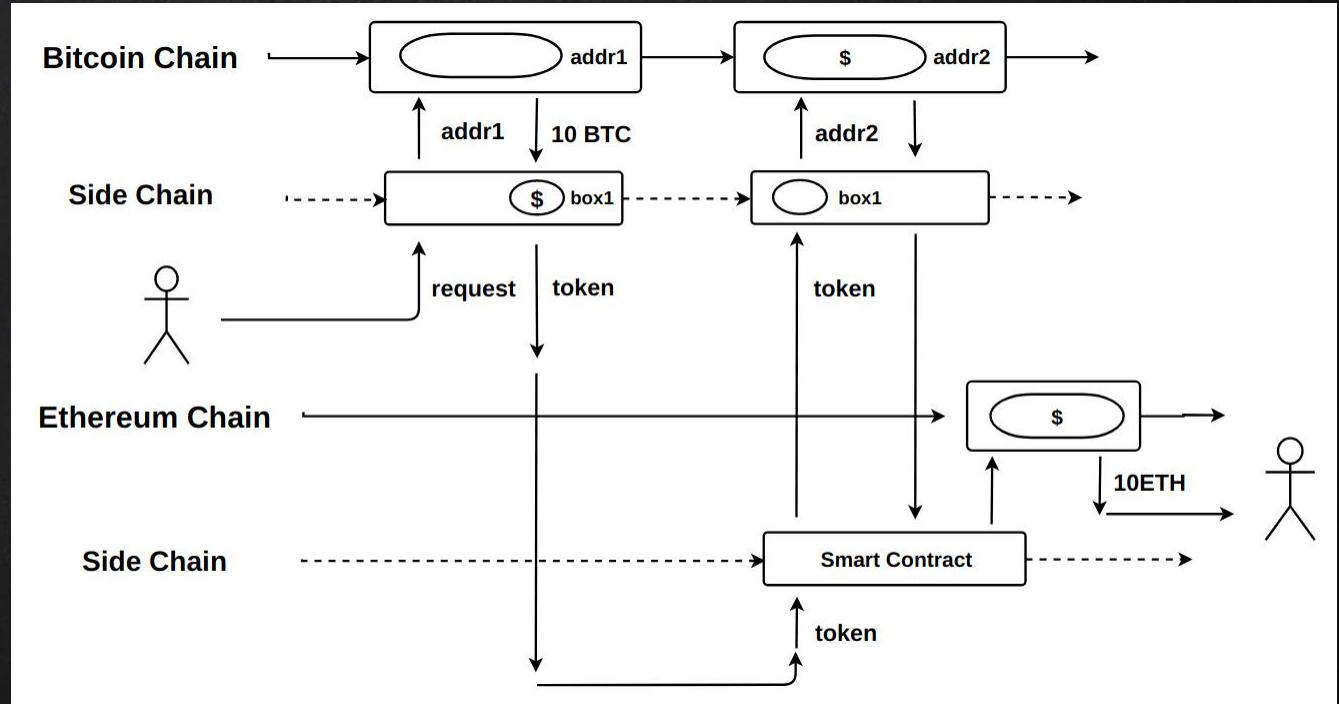 Bitcoin Chain
addr1
$
addr2
addr1
10 BTC
addr2
Side Chain
$
box1
box1
request
token
token
Ethereum Chain
$
10ETH
Side Chain
Smart Contract
token